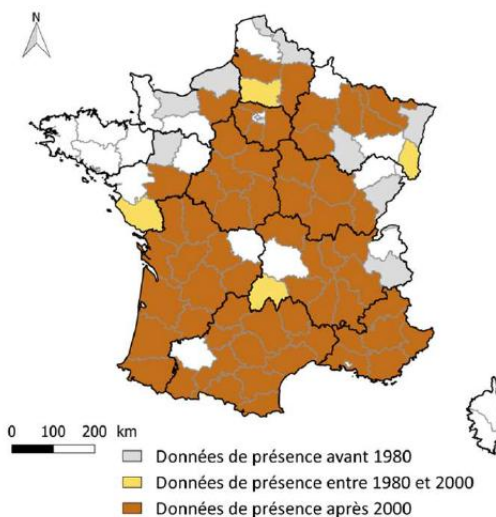 N
0 100 200 km
Données de présence avant 1980
Données de présence entre 1980 et 2000
Données de présence après 2000